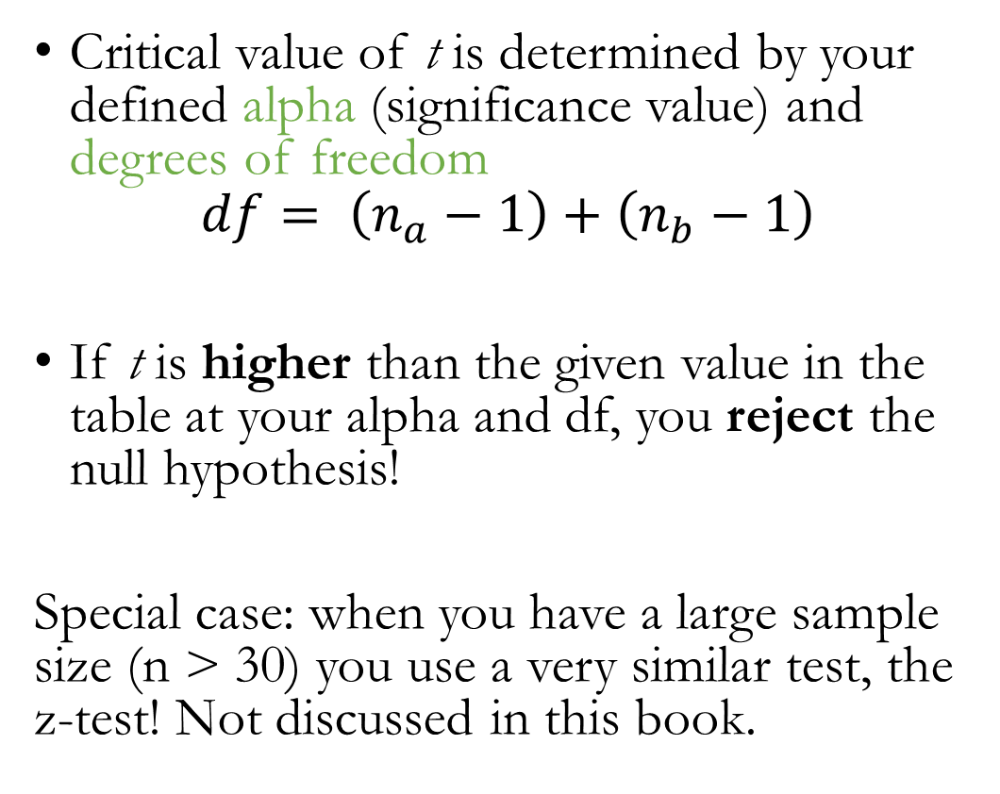 • Critical value of t is determined by your
defined alpha (significance value) and
degrees of freedom
df = (nₐ − 1) + (n_b − 1)
• If t is higher than the given value in the
table at your alpha and df, you reject the
null hypothesis!
Special case: when you have a large sample
size (n > 30) you use a very similar test, the
z-test! Not discussed in this book.